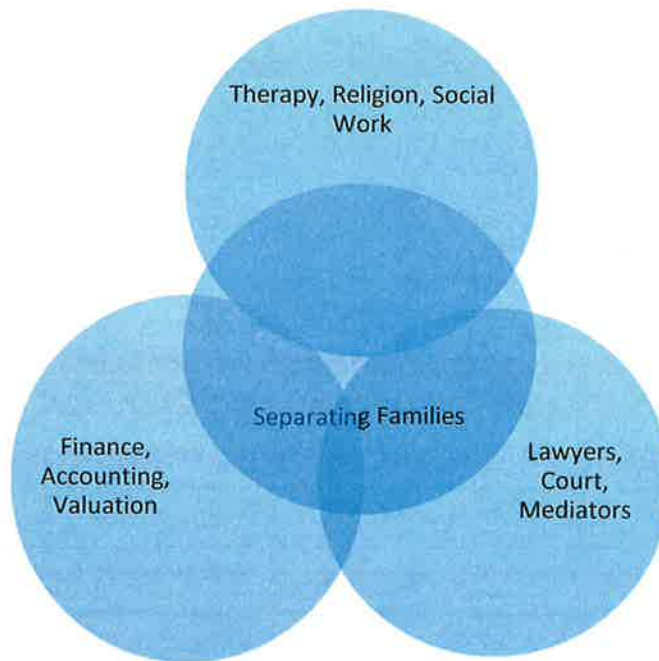 Therapy, Religion, Social
Work
Separating Families
Finance,
Accounting,
Valuation
Lawyers,
Court,
Mediators